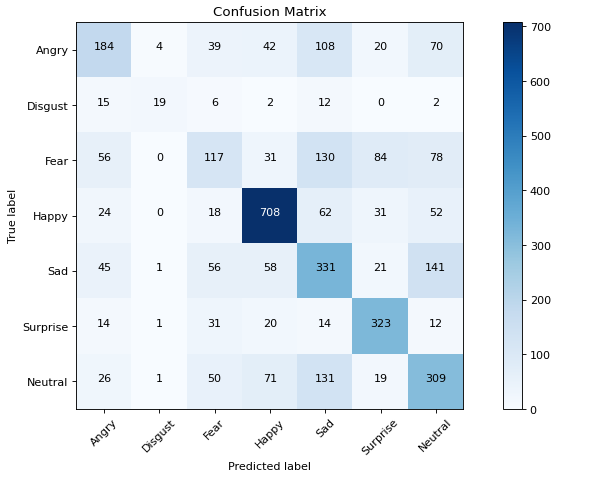 Confusion Matrix
Angry 184 4 39 42 108 20 70
Disgust 15 19 6 2 12 0 2
Fear 56 0 117 31 130 84 78
Happy 24 0 18 708 62 31 52
Sad 45 1 56 58 331 21 141
Surprise 14 1 31 20 14 323 12
Neutral 26 1 50 71 131 19 309
Angry Disgust Fear Happy Sad Surprise Neutral
Predicted label
True label
700
600
500
400
300
200
100
0